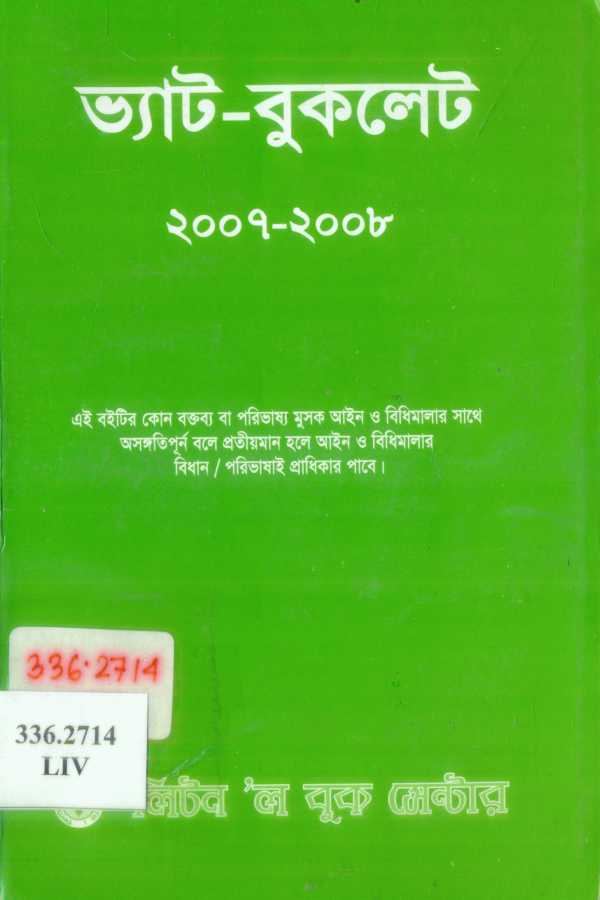 ভ্যাট-বুকলেট
২০০৭-২০০৮
এই বইটির কোন বক্তব্য বা পরিভাষ্য মুসক আইন ও বিধিমালার সাথে
অসঙ্গতিপূর্ন বলে প্রতীয়মান হলে আইন ও বিধিমালার
বিধান / পরিভাষাই প্রাধিকার পাবে।
336.2714
336.2714
LIV
লিটন 'ল বুক সেন্টার